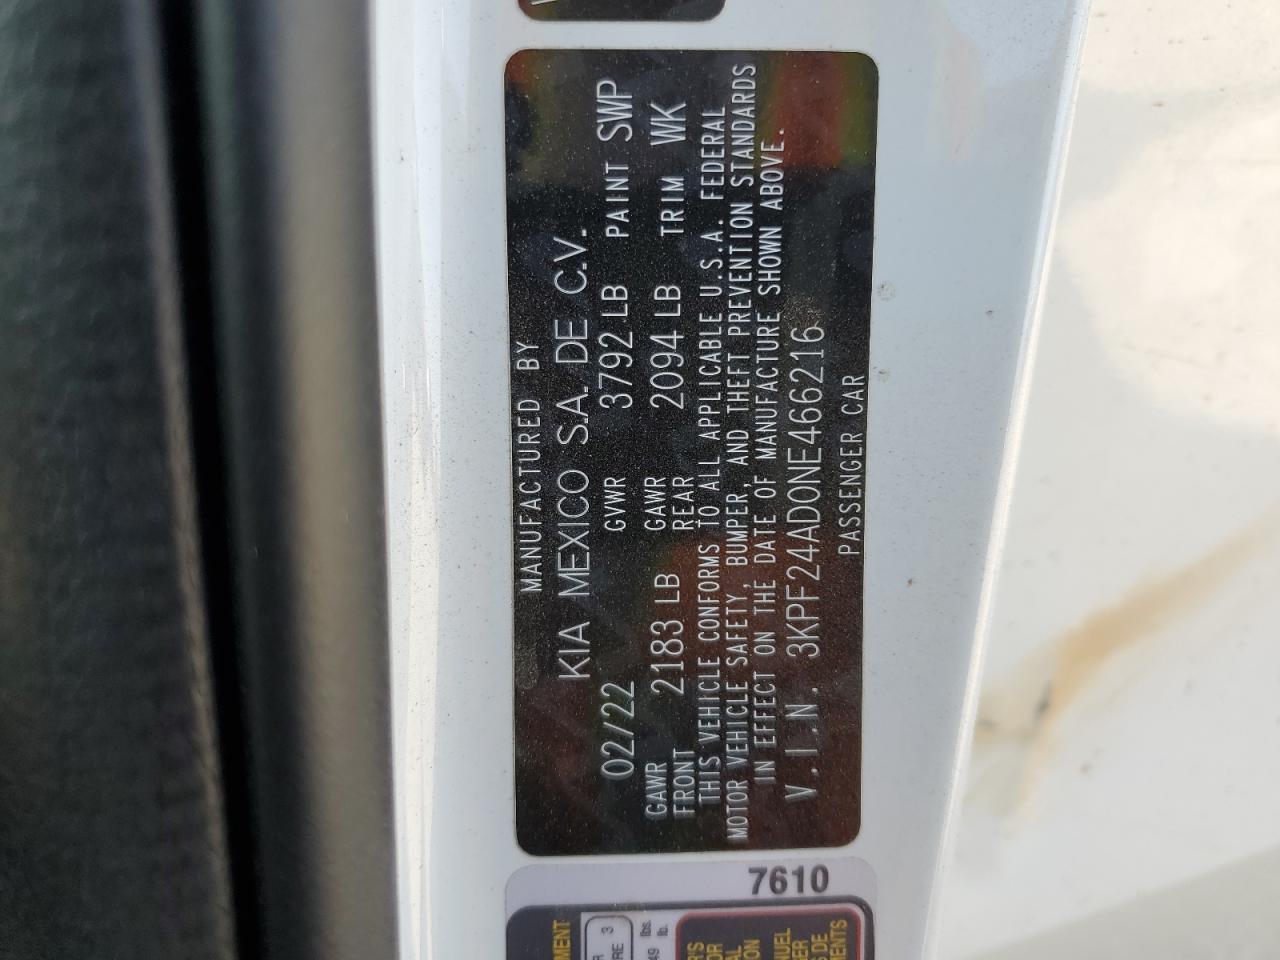 MANUFACTURED BY
KIA MEXICO S.A. DE C.V.
02/22 GVWR 3792 LB PAINT SWP
GAWR FRONT 2183 LB GAWR REAR 2094 LB TRIM WK
THIS VEHICLE CONFORMS TO ALL APPLICABLE U.S.A. FEDERAL
MOTOR VEHICLE SAFETY, BUMPER, AND THEFT PREVENTION STANDARDS
IN EFFECT ON THE DATE OF MANUFACTURE SHOWN ABOVE.
V.I.N. 3KPF24AD0NE466216
PASSENGER CAR
7610